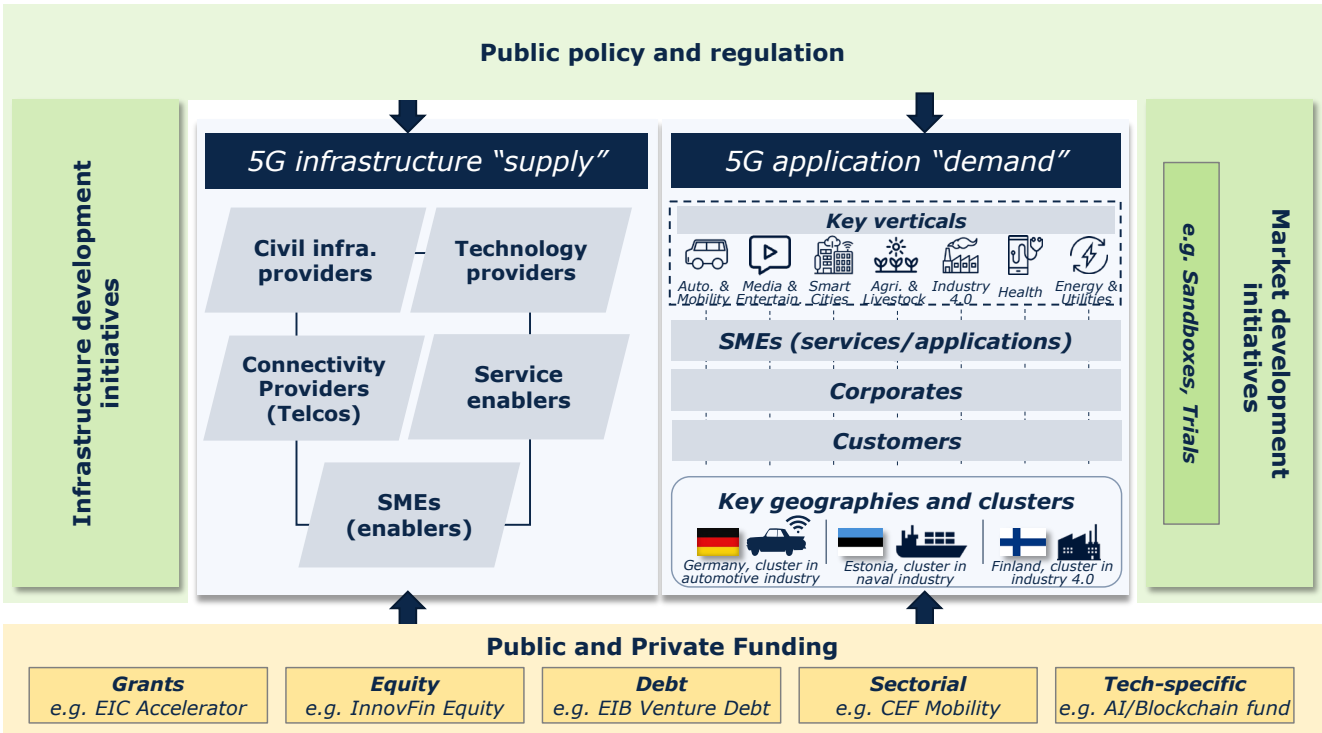 Public policy and regulation
Infrastructure development
initiatives
5G infrastructure “supply”
Civil infra.
providers
Technology
providers
Connectivity
Providers
(Telcos)
Service
enablers
SMEs
(enablers)
5G application “demand”
Key verticals
Auto. &
Mobility
Media &
Entertain.
Smart
Cities
Agri. &
Livestock
Industry
4.0
Health
Energy &
Utilities
SMEs (services/applications)
Corporates
Customers
Key geographies and clusters
Germany, cluster in
automotive industry
Estonia, cluster in
naval industry
Finland, cluster in
industry 4.0
e.g. Sandboxes, Trials
Market development
initiatives
Public and Private Funding
Grants
e.g. EIC Accelerator
Equity
e.g. InnovFin Equity
Debt
e.g. EIB Venture Debt
Sectorial
e.g. CEF Mobility
Tech-specific
e.g. AI/Blockchain fund